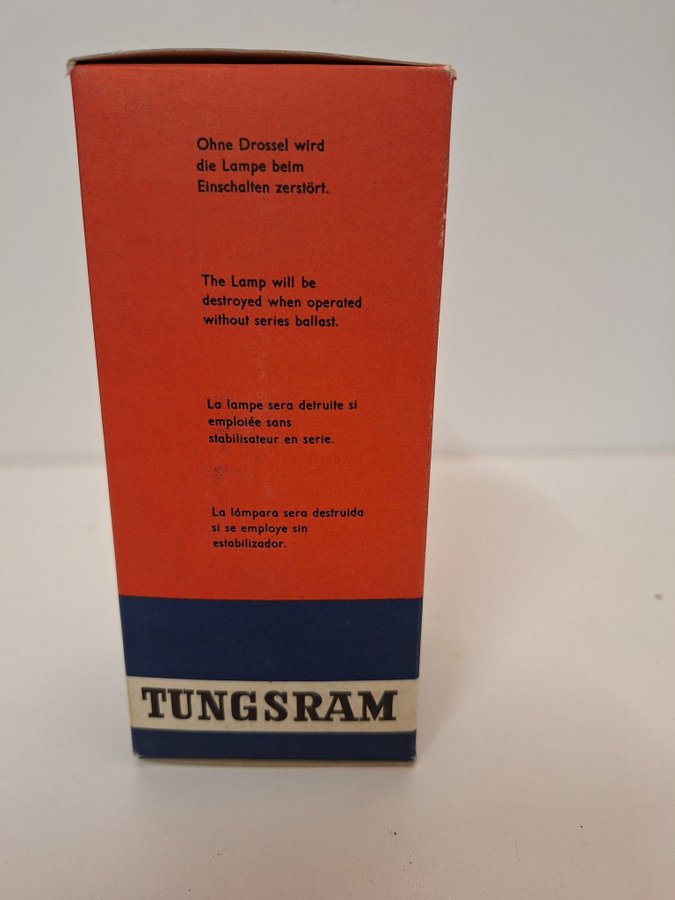 Ohne Drossel wird
die Lampe beim
Einschalten zerstört.
The Lamp will be
destroyed when operated
without series ballast.
La lampe sera detruite si
emploiée sans
stabilisateur en serie.
La lámpara sera destruida
si se employe sin
estabilizador.
TUNGSRAM